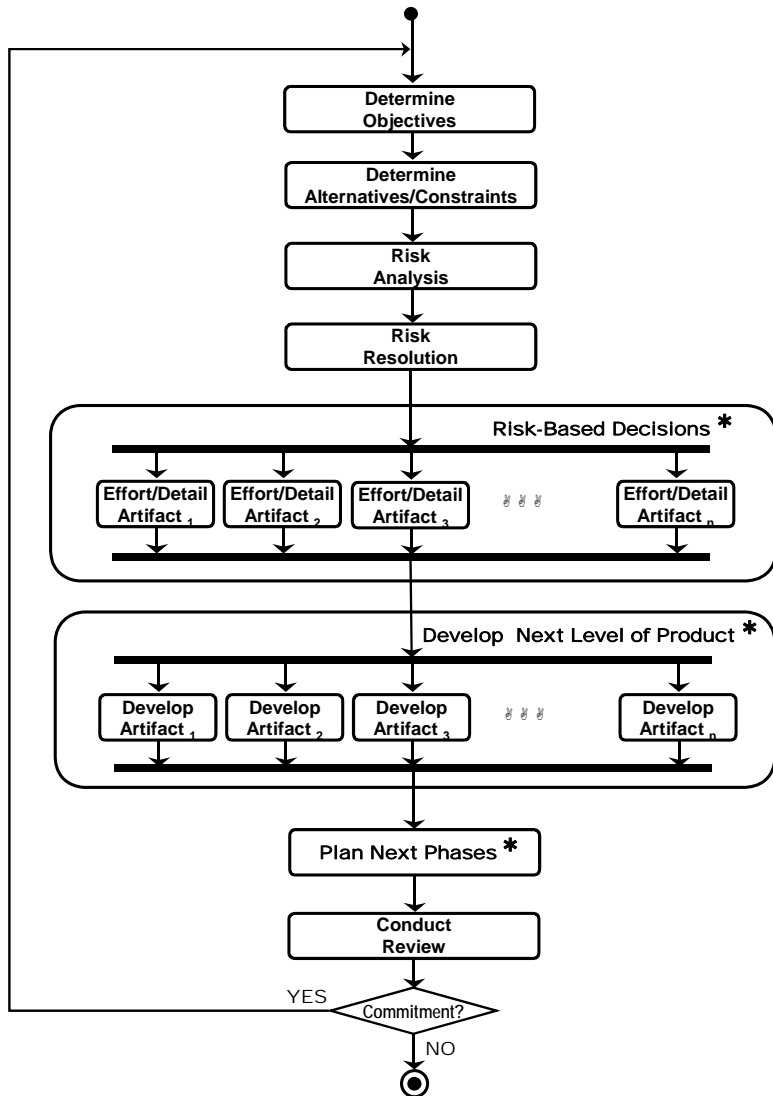 Determine
Objectives
Determine
Alternatives/Constraints
Risk
Analysis
Risk
Resolution
Risk-Based Decisions *
Effort/Detail
Artifact 1
Effort/Detail
Artifact 2
Effort/Detail
Artifact 3
✌ ✌ ✌
Effort/Detail
Artifact n
Develop Next Level of Product *
Develop
Artifact 1
Develop
Artifact 2
Develop
Artifact 3
✌ ✌ ✌
Develop
Artifact n
Plan Next Phases *
Conduct
Review
YES
Commitment?
NO